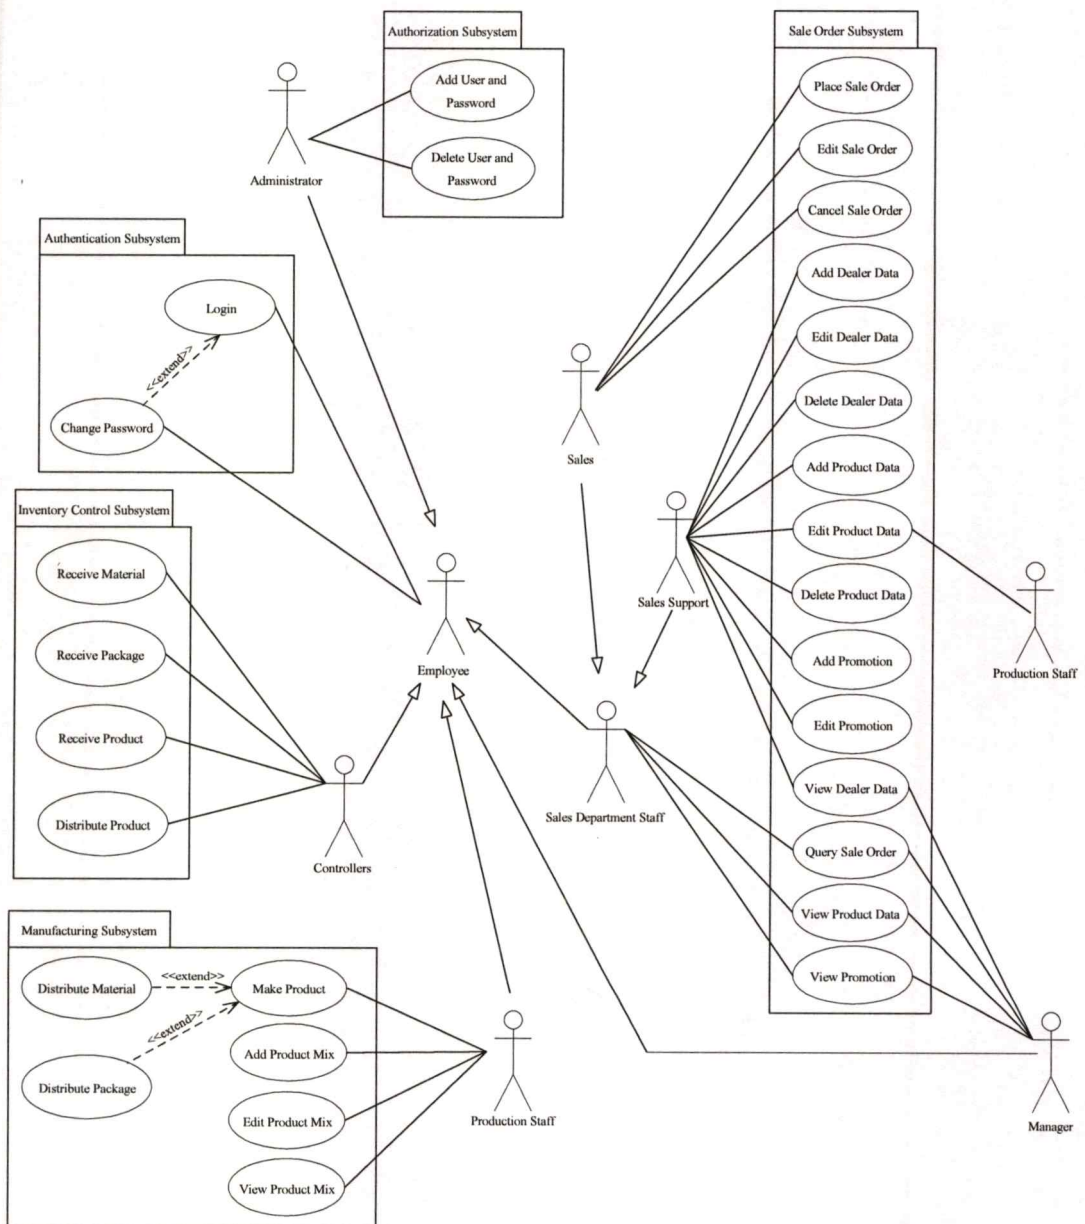 Authorization Subsystem
Add User and
Password
Delete User and
Password
Administrator
Authentication Subsystem
Login
<<extend>>
Change Password
Inventory Control Subsystem
Receive Material
Receive Package
Receive Product
Distribute Product
Controllers
Employee
Manufacturing Subsystem
Distribute Material
<<extend>>
Make Product
<<extend>>
Distribute Package
Add Product Mix
Edit Product Mix
View Product Mix
Production Staff
Sales
Sales Support
Sales Department Staff
Sale Order Subsystem
Place Sale Order
Edit Sale Order
Cancel Sale Order
Add Dealer Data
Edit Dealer Data
Delete Dealer Data
Add Product Data
Edit Product Data
Delete Product Data
Add Promotion
Edit Promotion
View Dealer Data
Query Sale Order
View Product Data
View Promotion
Production Staff
Manager